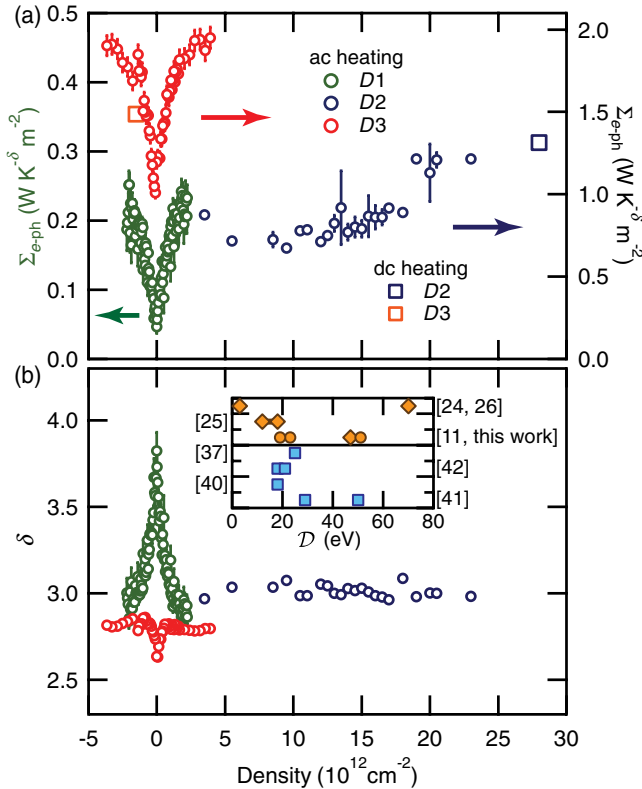 (a)
0.5
0.4
0.3
0.2
0.1
0.0
Σe-ph (W K-δ m-2)
ac heating
D1
D2
D3
dc heating
D2
D3
2.0
1.5
1.0
0.5
0.0
Σe-ph (W K-δ m-2)
(b)
4.0
3.5
3.0
2.5
δ
[25]
[37]
[40]
[24, 26]
[11, this work]
[42]
[41]
0 20 40 60 80
D (eV)
-5 0 5 10 15 20 25 30
Density (10^12 cm-2)